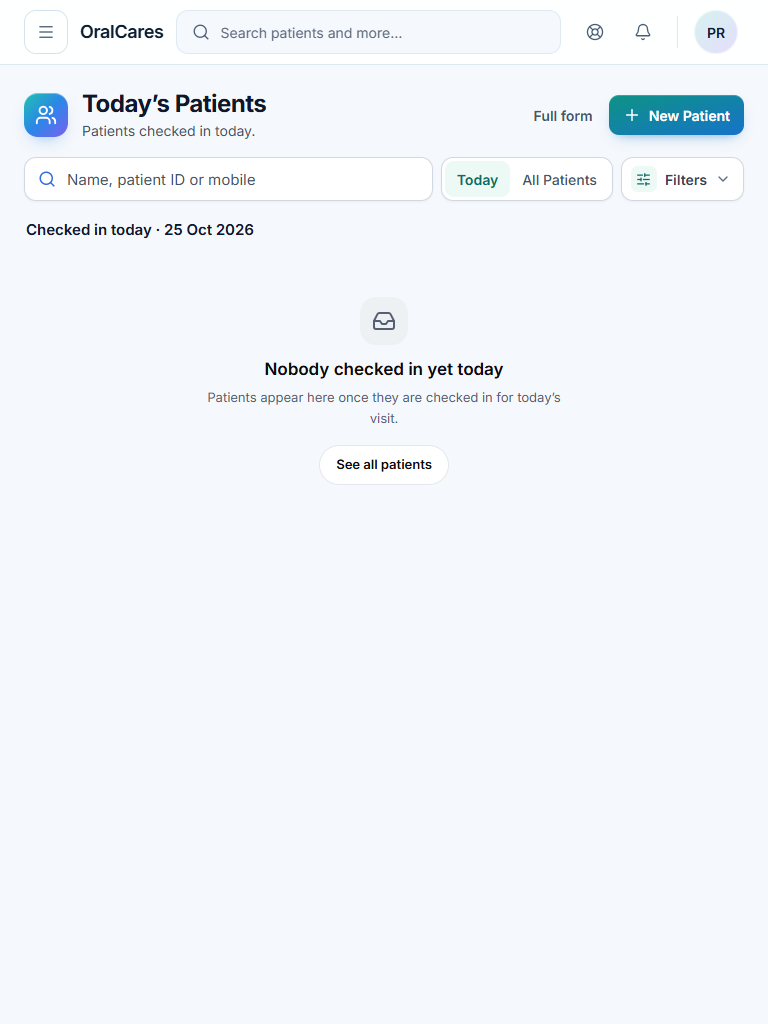 OralCares
Search patients and more...
PR
Today’s Patients
Patients checked in today.
Full form
New Patient
Name, patient ID or mobile
Today
All Patients
Filters
Checked in today · 25 Oct 2026
Nobody checked in yet today
Patients appear here once they are checked in for today’s
visit.
See all patients